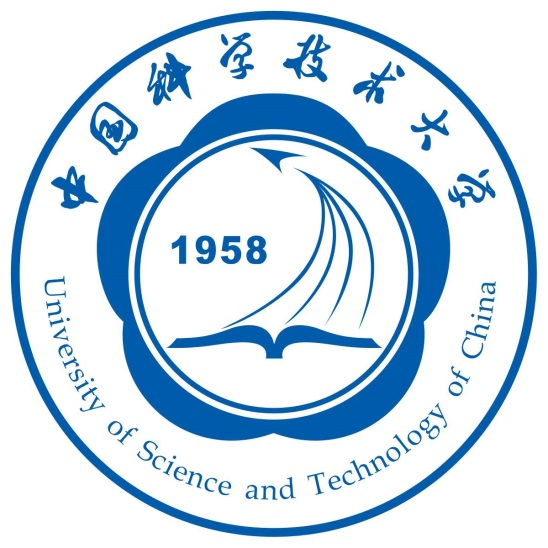 中国科学技术大学
1958
University of Science and Technology of China